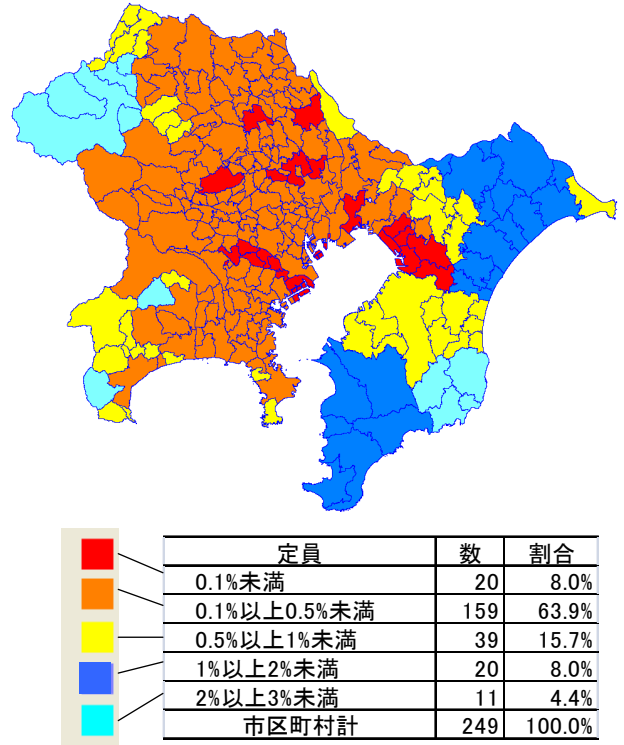 定員 数 割合
0.1%未満 20 8.0%
0.1%以上0.5%未満 159 63.9%
0.5%以上1%未満 39 15.7%
1%以上2%未満 20 8.0%
2%以上3%未満 11 4.4%
市区町村計 249 100.0%